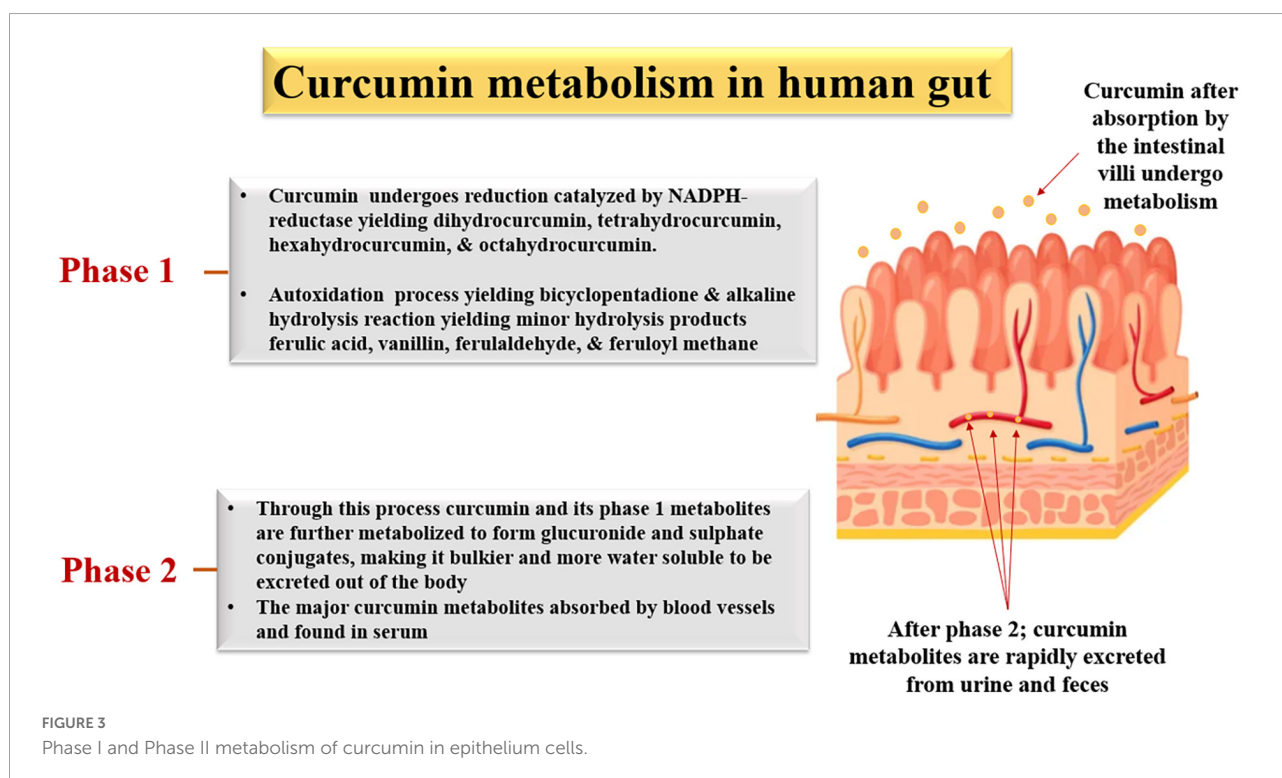 Curcumin metabolism in human gut
Curcumin after
absorption by
the intestinal
villi undergo
metabolism
Phase 1
• Curcumin undergoes reduction catalyzed by NADPH-
reductase yielding dihydrocurcumin, tetrahydrocurcumin,
hexahydrocurcumin, & octahydrocurcumin.
• Autoxidation process yielding bicyclopentadione & alkaline
hydrolysis reaction yielding minor hydrolysis products
ferulic acid, vanillin, ferulaldehyde, & feruloyl methane
Phase 2
• Through this process curcumin and its phase 1 metabolites
are further metabolized to form glucuronide and sulphate
conjugates, making it bulkier and more water soluble to be
excreted out of the body
• The major curcumin metabolites absorbed by blood vessels
and found in serum
After phase 2; curcumin
metabolites are rapidly excreted
from urine and feces
FIGURE 3
Phase I and Phase II metabolism of curcumin in epithelium cells.